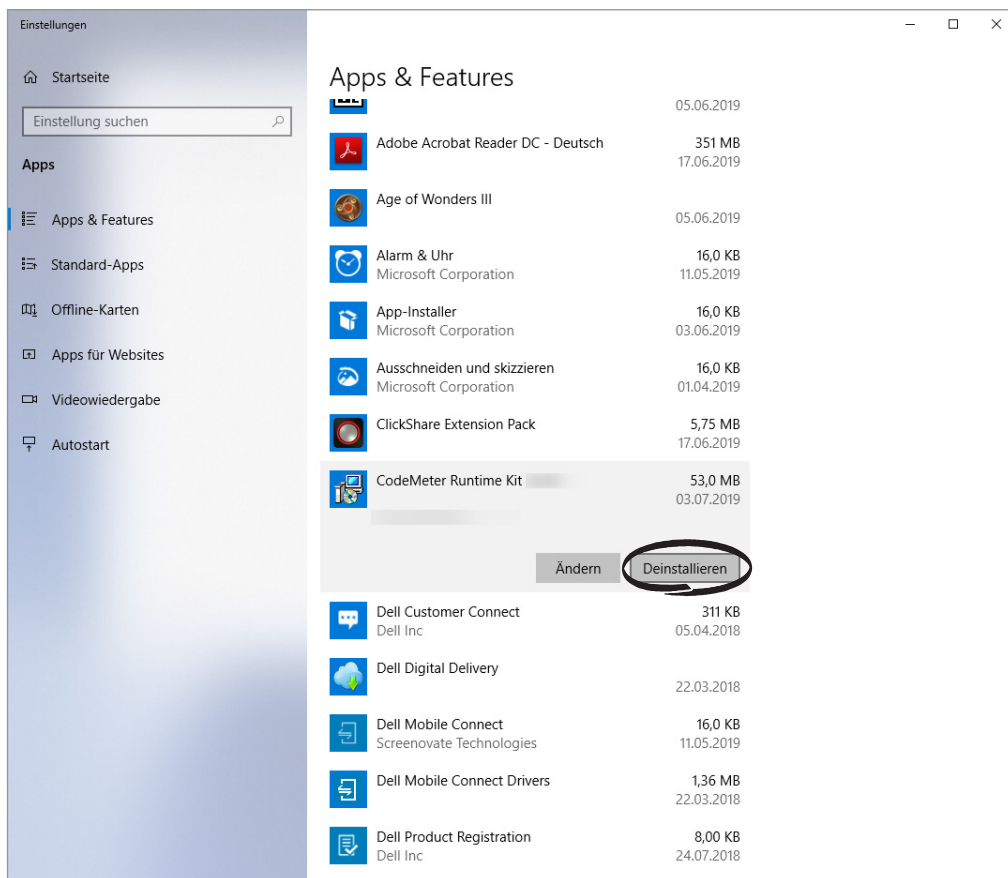 Einstellungen
Startseite
Einstellung suchen
Apps
Apps & Features
Standard-Apps
Offline-Karten
Apps für Websites
Videowiedergabe
Autostart
Apps & Features
05.06.2019
Adobe Acrobat Reader DC - Deutsch 351 MB
17.06.2019
Age of Wonders III
05.06.2019
Alarm & Uhr 16,0 KB
Microsoft Corporation 11.05.2019
App-Installer 16,0 KB
Microsoft Corporation 03.06.2019
Ausschneiden und skizzieren 16,0 KB
Microsoft Corporation 01.04.2019
ClickShare Extension Pack 5,75 MB
17.06.2019
CodeMeter Runtime Kit 53,0 MB
03.07.2019
Ändern Deinstallieren
Dell Customer Connect 311 KB
Dell Inc 05.04.2018
Dell Digital Delivery
22.03.2018
Dell Mobile Connect 16,0 KB
Screenovate Technologies 11.05.2019
Dell Mobile Connect Drivers 1,36 MB
22.03.2018
Dell Product Registration 8,00 KB
Dell Inc 24.07.2018